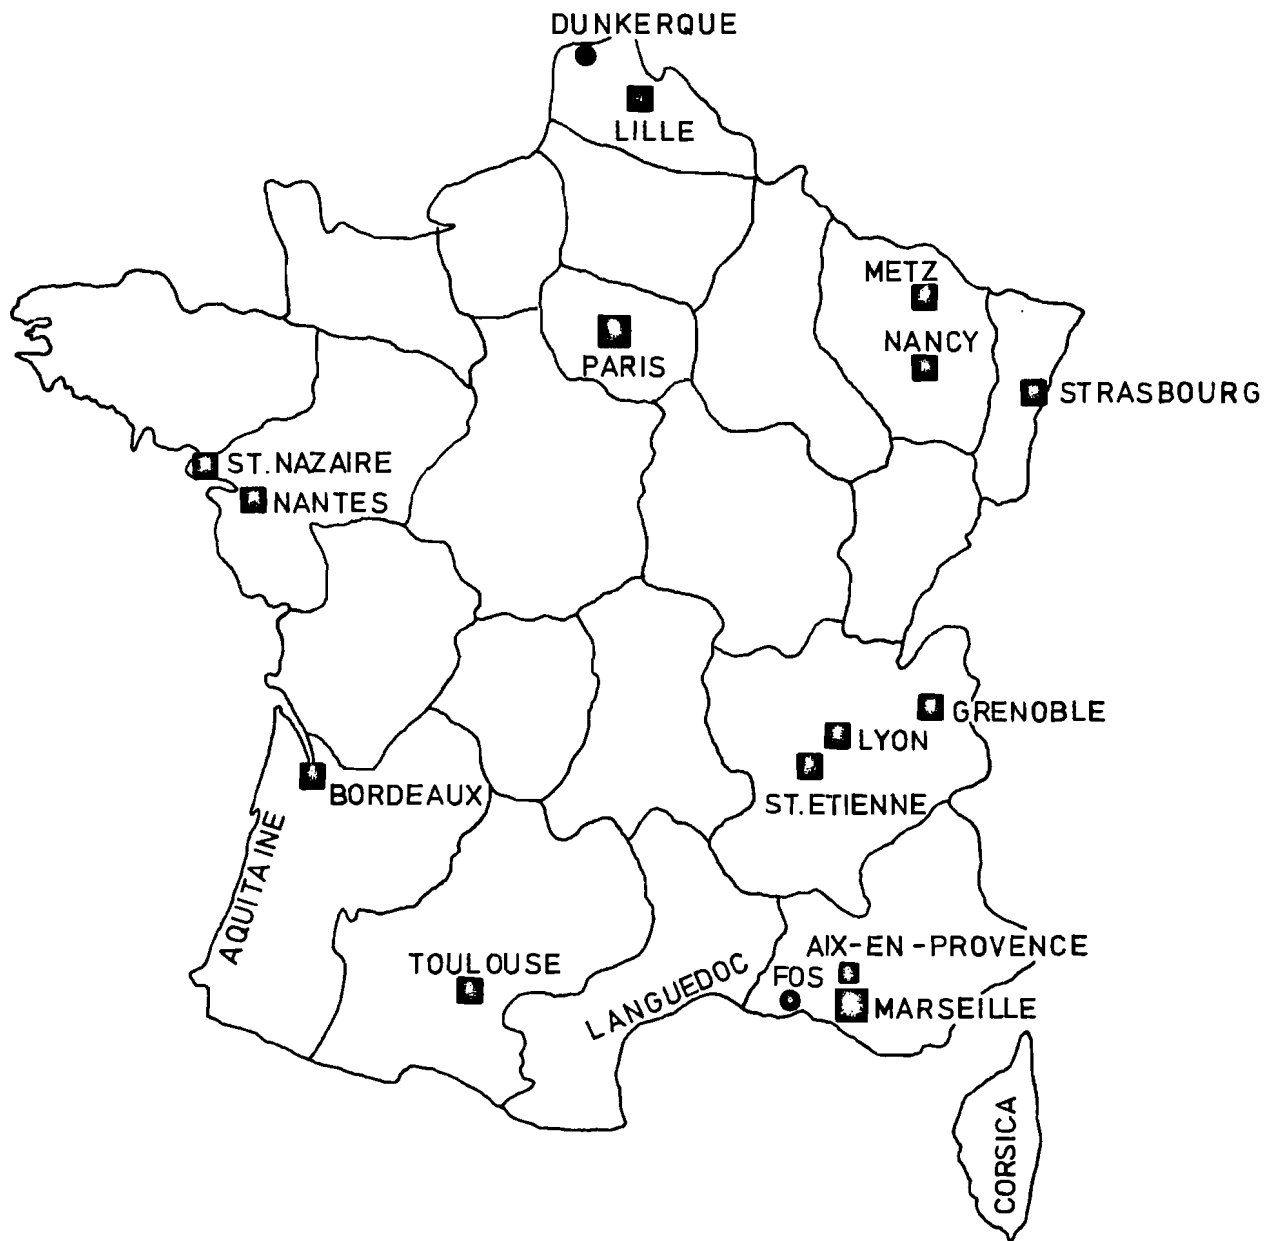 DUNKERQUE
LILLE
METZ
NANCY
PARIS
STRASBOURG
ST. NAZAIRE
NANTES
GRENOBLE
LYON
BORDEAUX
ST. ETIENNE
AQUITAINE
AIX-EN-PROVENCE
TOULOUSE
FOS
LANGUEDOC
MARSEILLE
CORSICA